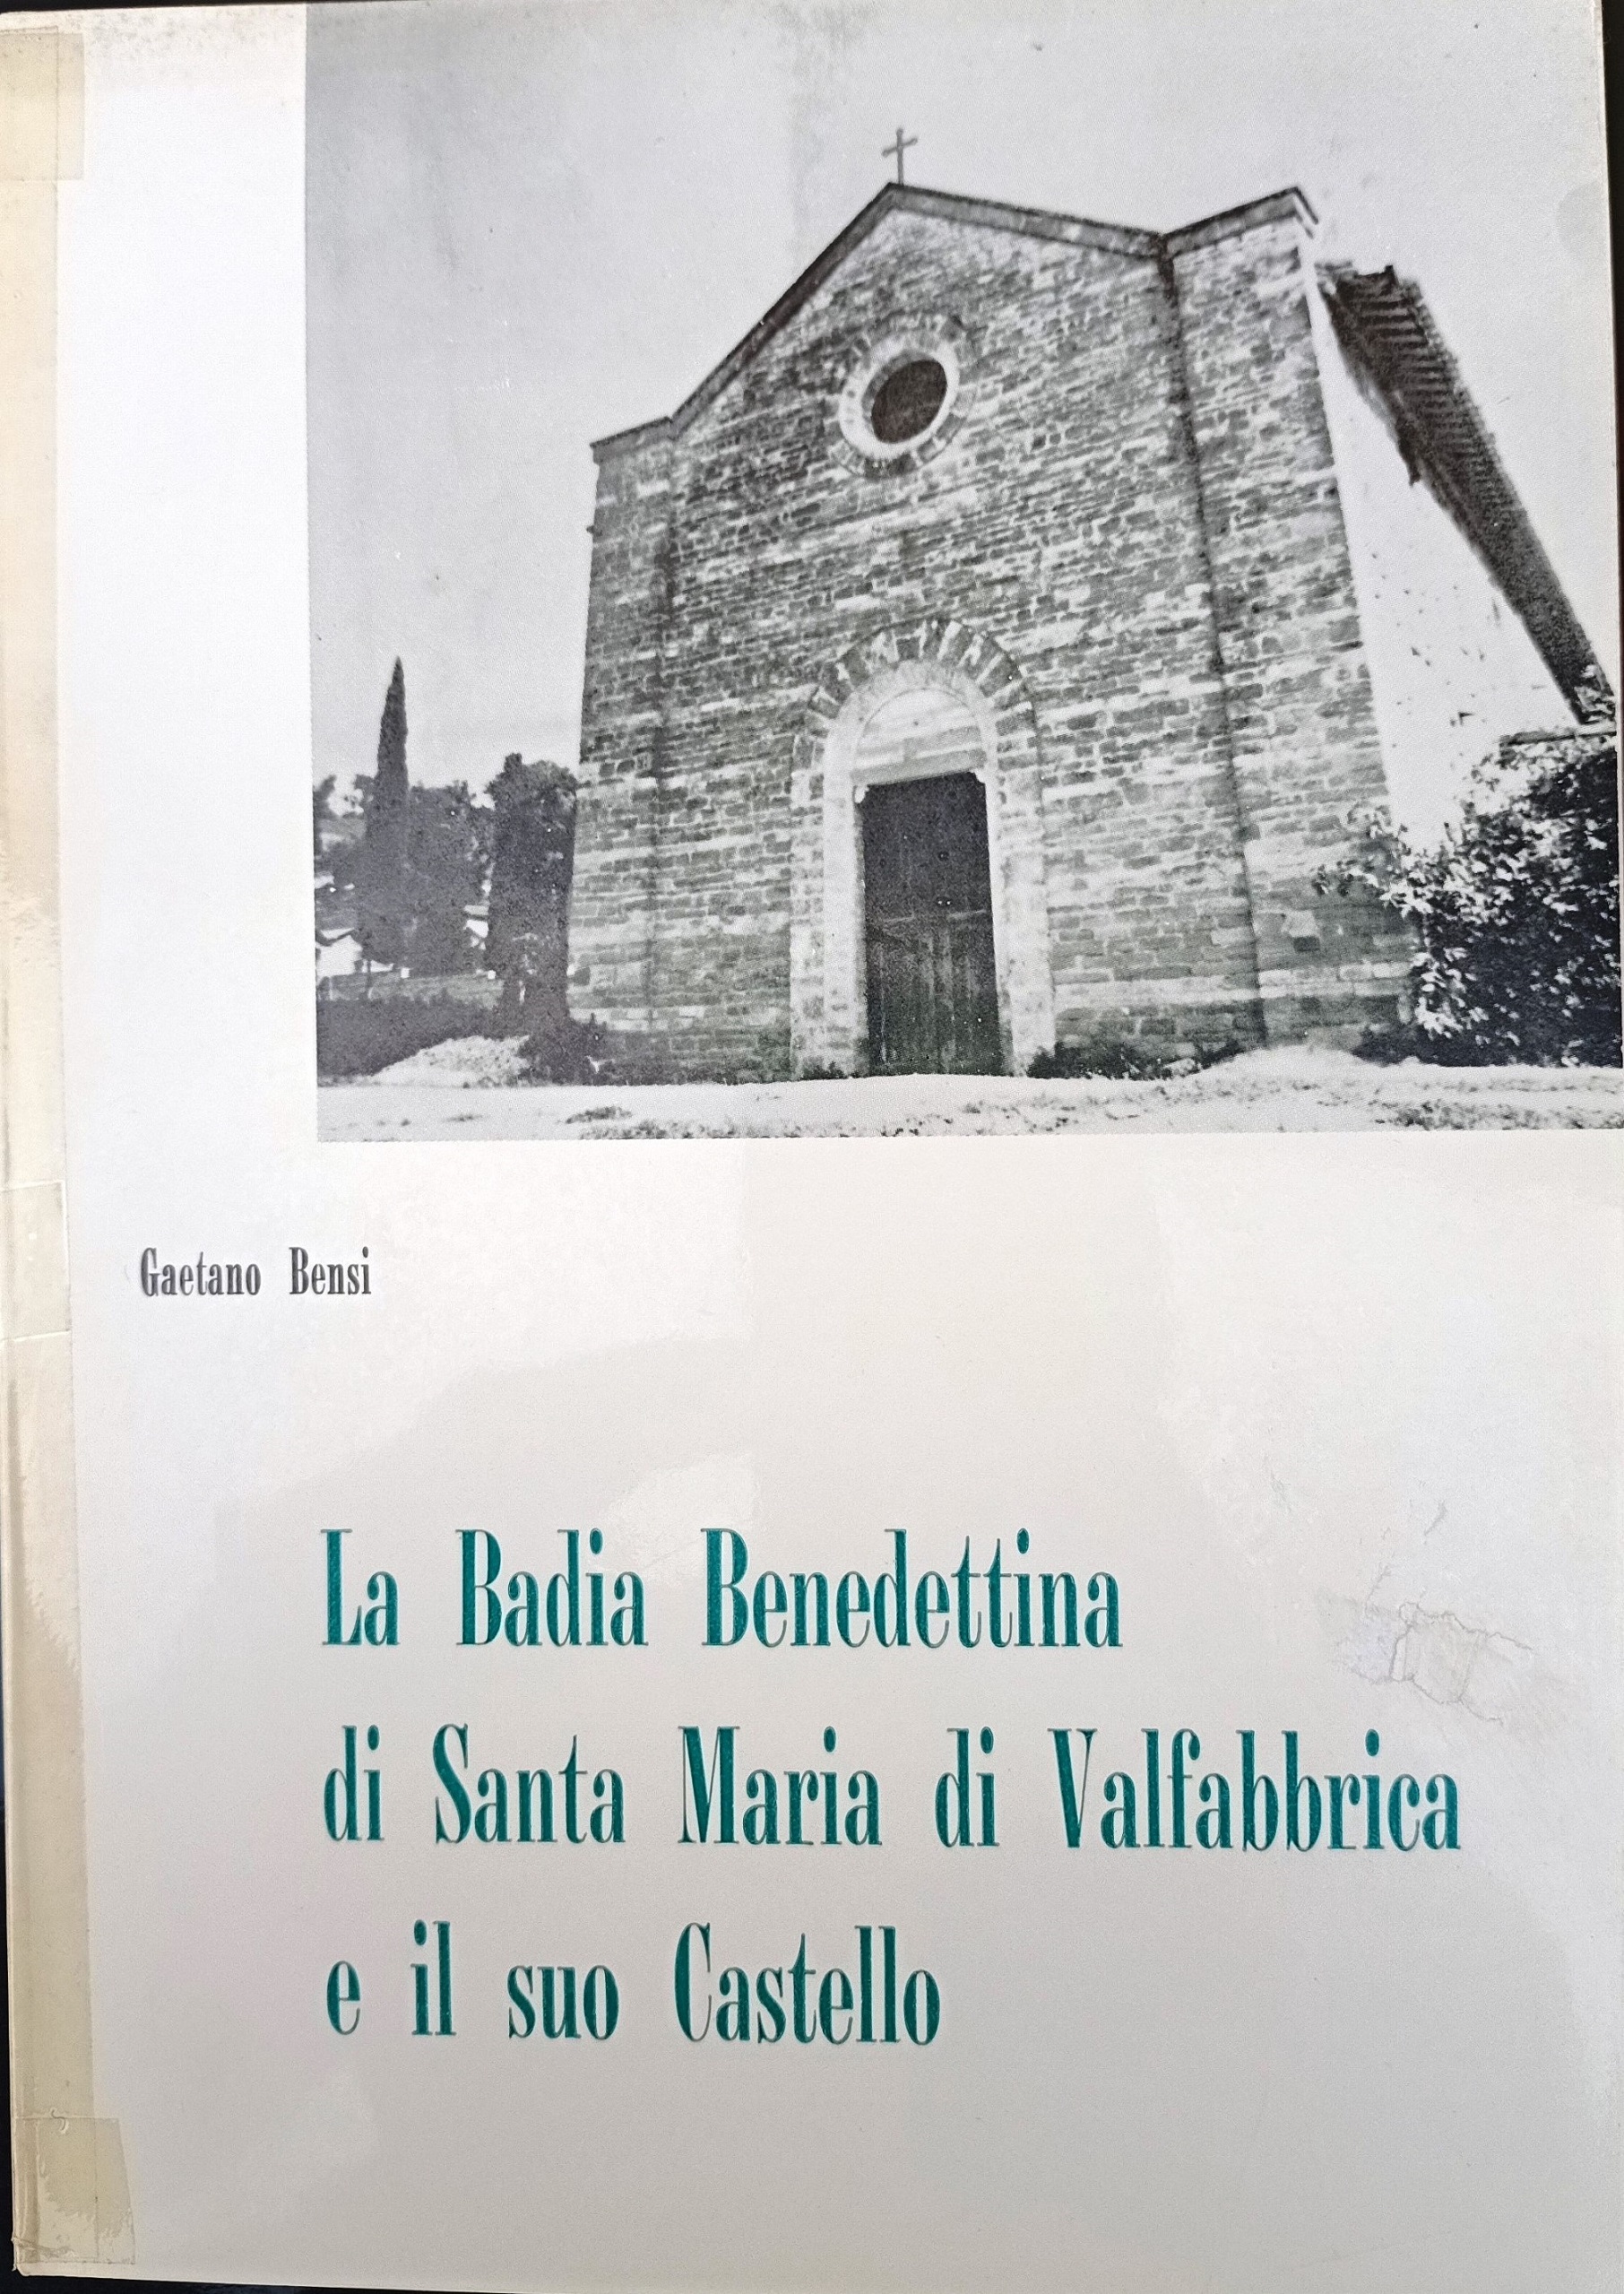 Gaetano Bensi
La Badia Benedettina
di Santa Maria di Valfabbrica
e il suo Castello